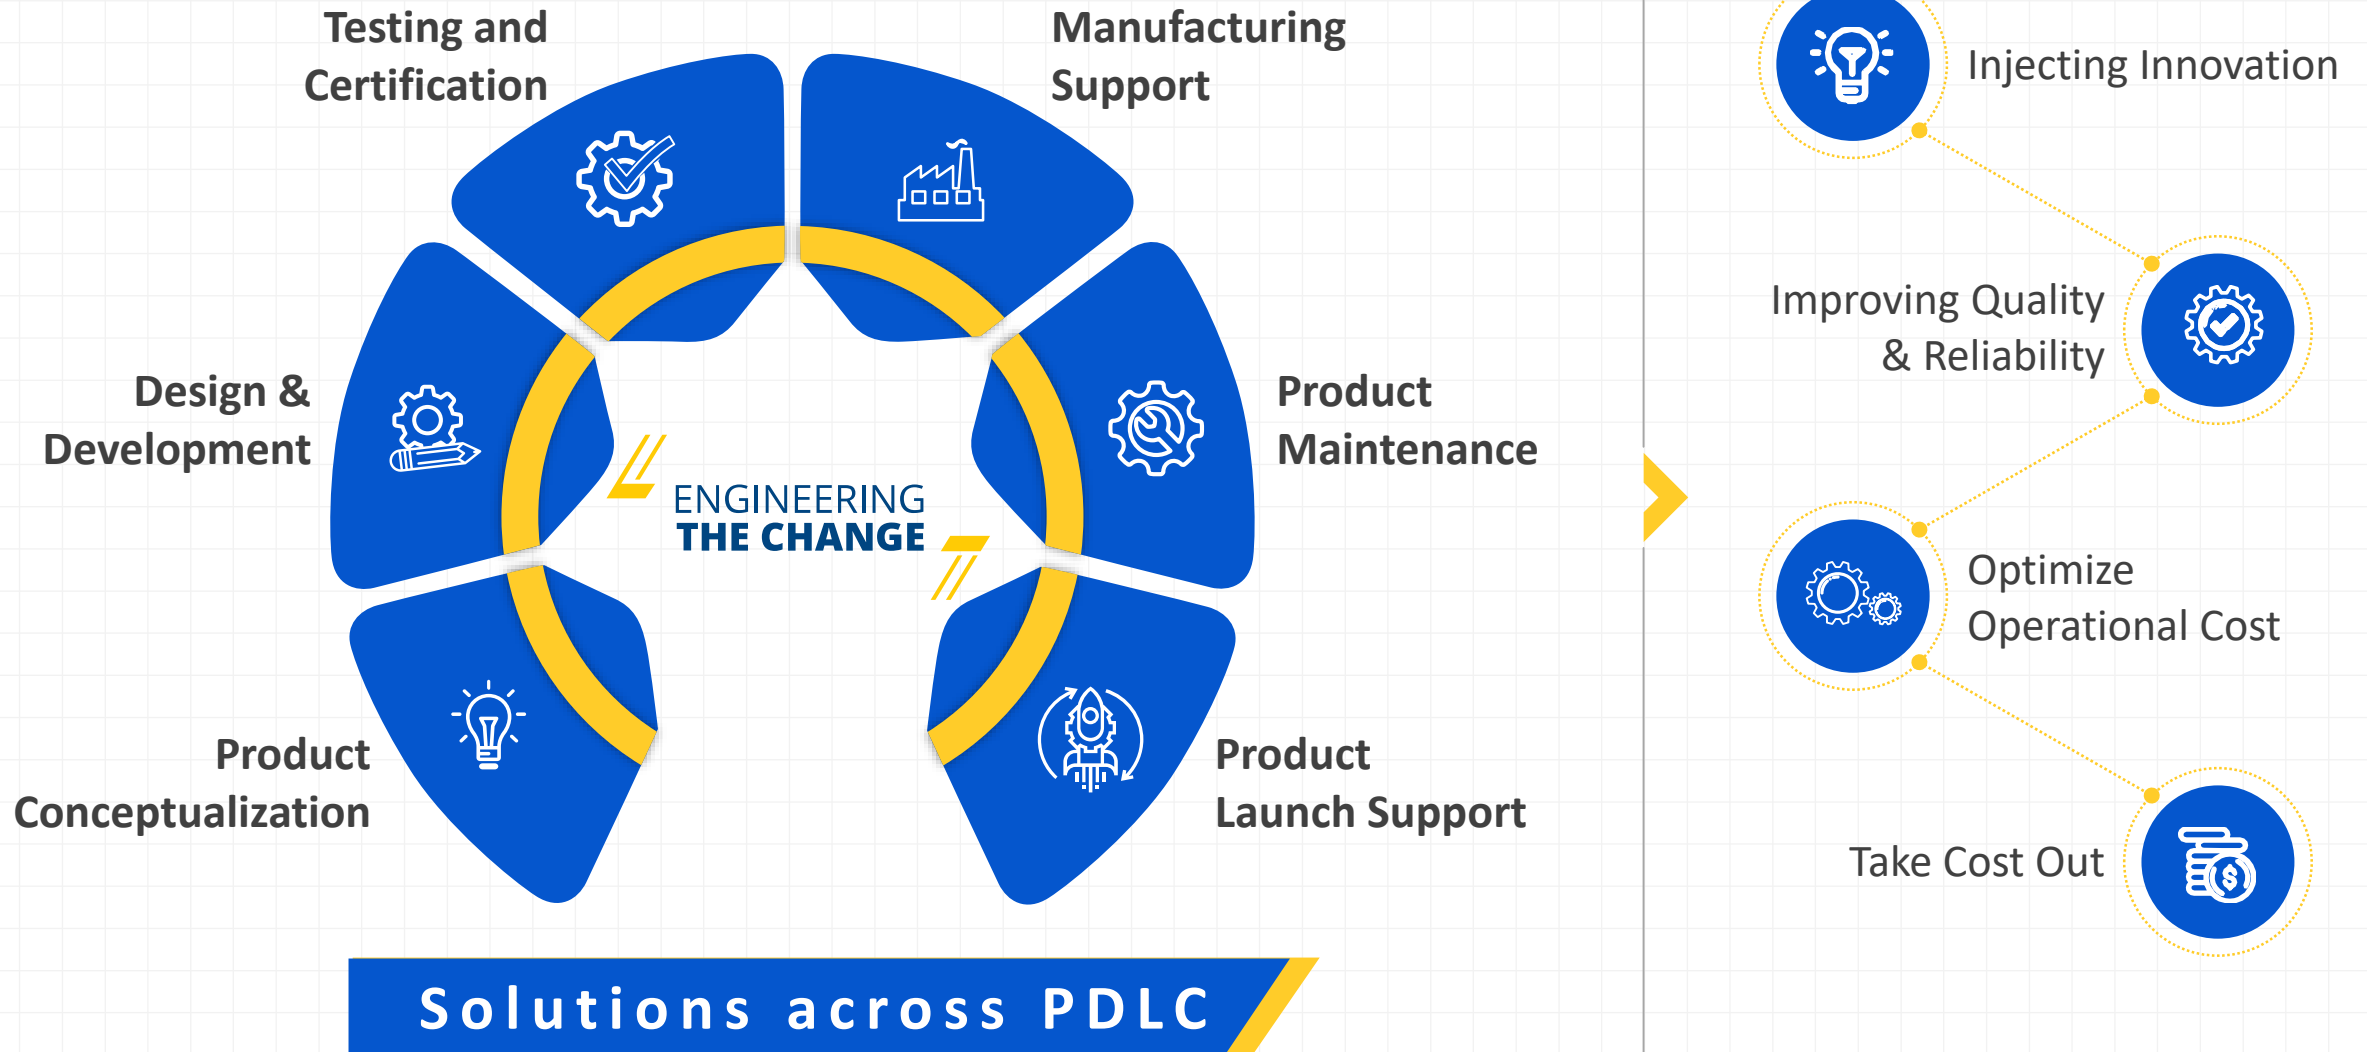 Testing and
Certification
Manufacturing
Support
Design &
Development
Product
Maintenance
ENGINEERING
THE CHANGE
Product
Conceptualization
Product
Launch Support
Solutions across PDLC
Injecting Innovation
Improving Quality
& Reliability
Optimize
Operational Cost
Take Cost Out